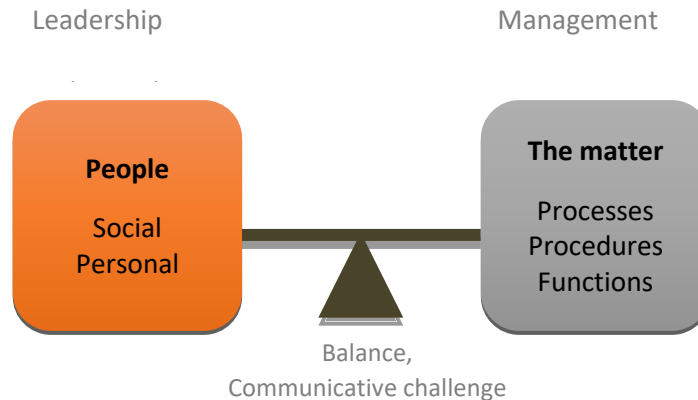 Leadership
Management
People
Social
Personal
The matter
Processes
Procedures
Functions
Balance,
Communicative challenge